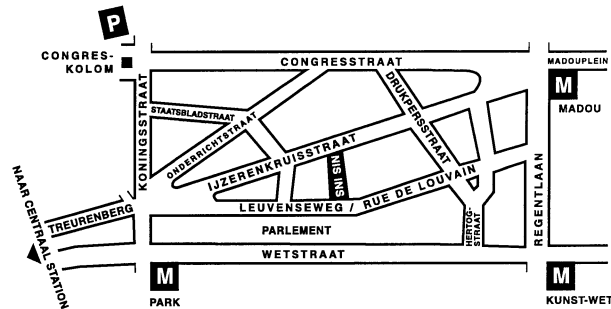 P
CONGRES-
KOLOM
CONGRESSTRAAT
MADOUPLEIN
M
MADOU
KONINGSSTRAAT
STAATSBLADSTRAAT
ONDERRICHTSTRAAT
DRUKPERSSTRAAT
IJZERENKRUISSTRAAT
NIS INS
LEUVENSEWEG / RUE DE LOUVAIN
REGENTLAAN
TREURENBERG
PARLEMENT
HERTOG-
STRAAT
NAAR CENTRAAL STATION
WETSTRAAT
M
PARK
M
KUNST-WET